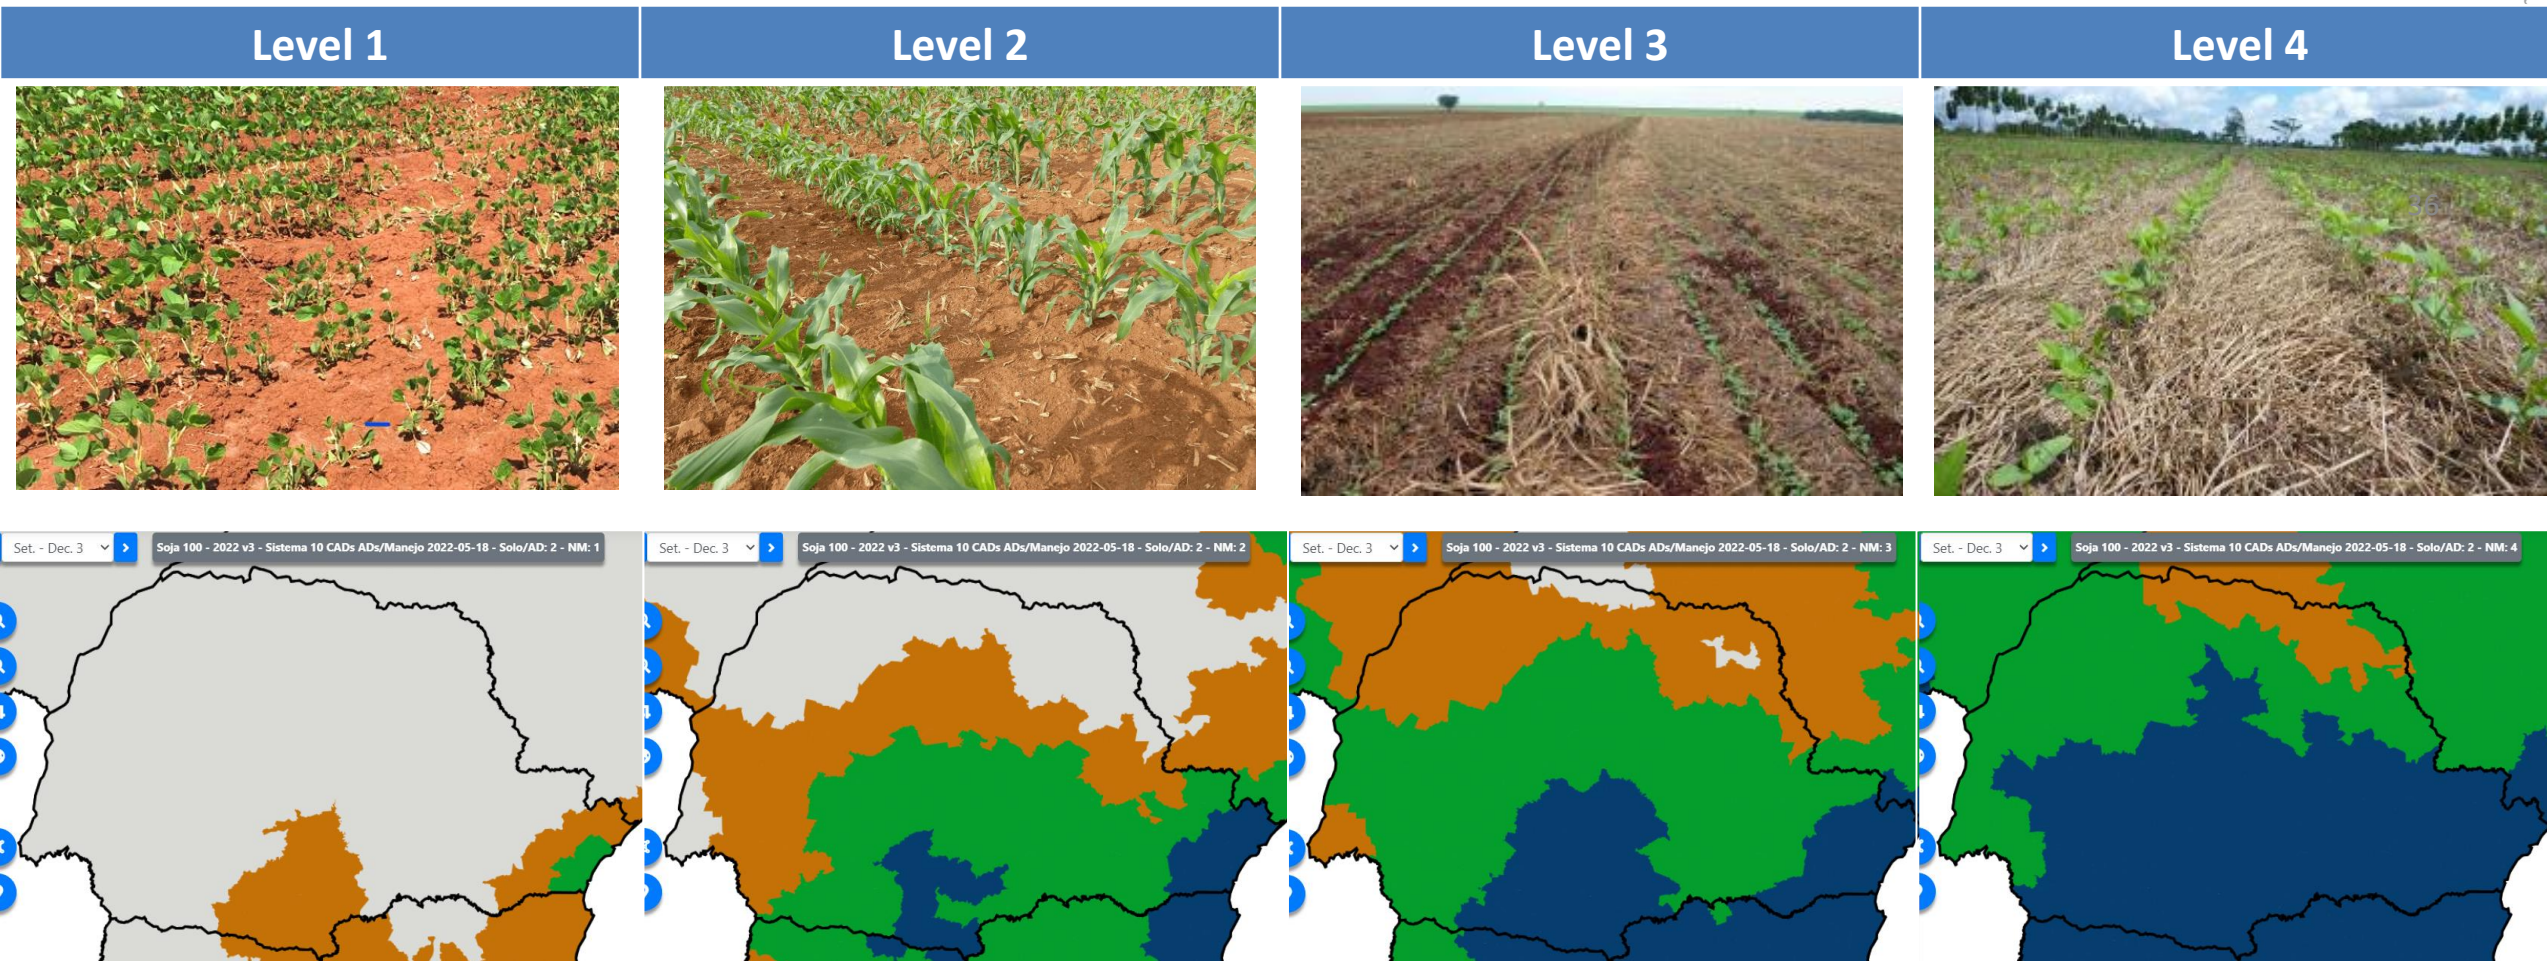 Level 1
Level 2
Level 3
Level 4
Set. - Dec. 3
Soja 100 - 2022 v3 - Sistema 10 CADs ADs/Manejo 2022-05-18 - Solo/AD: 2 - NM: 1
Set. - Dec. 3
Soja 100 - 2022 v3 - Sistema 10 CADs ADs/Manejo 2022-05-18 - Solo/AD: 2 - NM: 2
Set. - Dec. 3
Soja 100 - 2022 v3 - Sistema 10 CADs ADs/Manejo 2022-05-18 - Solo/AD: 2 - NM: 3
Set. - Dec. 3
Soja 100 - 2022 v3 - Sistema 10 CADs ADs/Manejo 2022-05-18 - Solo/AD: 2 - NM: 4